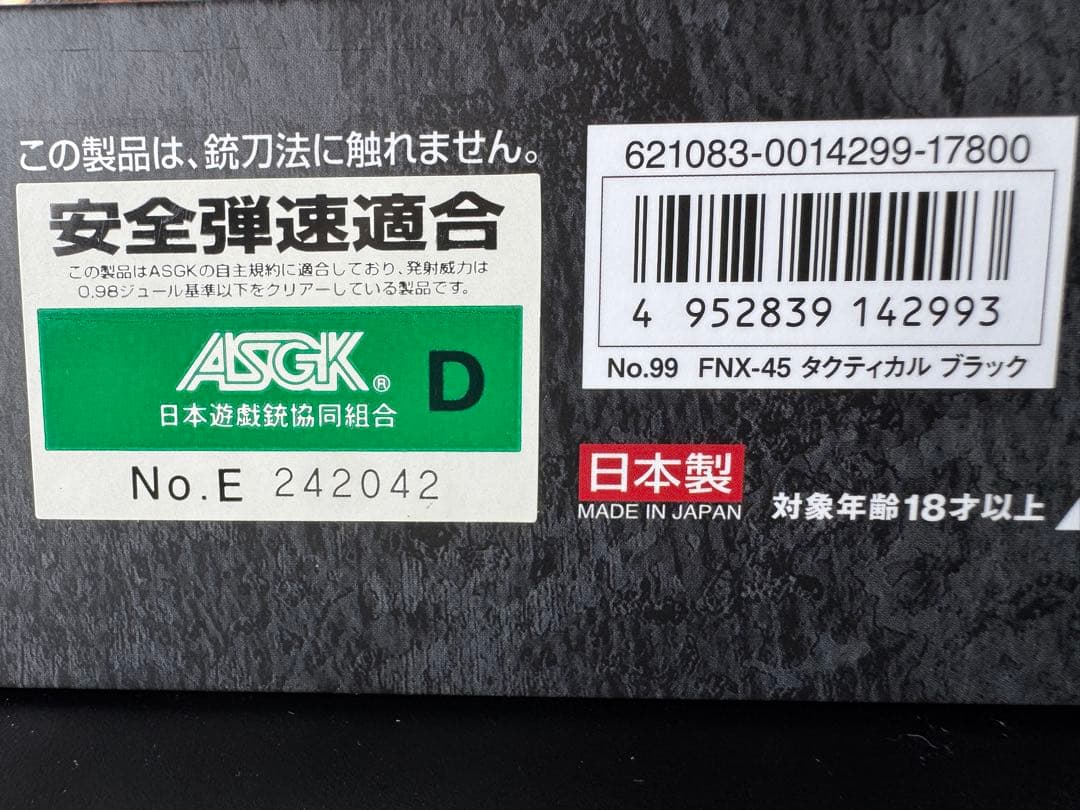 この製品は、銃刀法に触れません。
安全弾速適合
この製品はASGKの自主規約に適合しており、発射威力は
0.98ジュール基準以下をクリアーしている製品です。
ASGK® D
日本遊戯銃協同組合
No.E 242042
621083-0014299-17800
4 952839 142993
No.99 FNX-45 タクティカル ブラック
日本製
MADE IN JAPAN
対象年齢18才以上